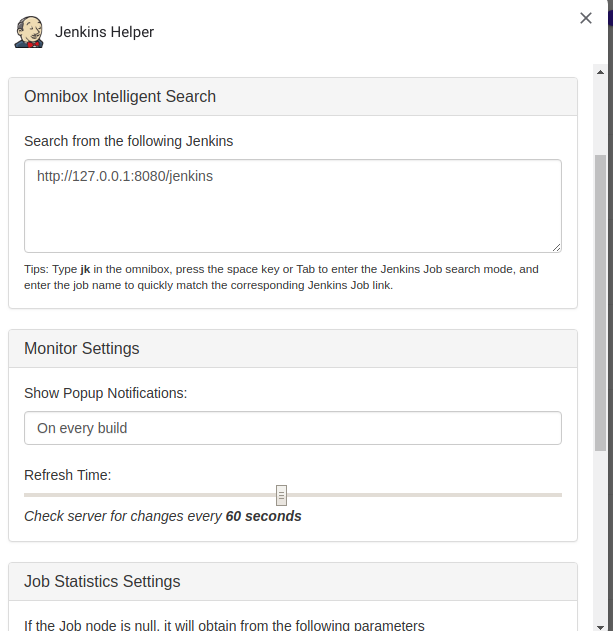 Jenkins Helper
Omnibox Intelligent Search
Search from the following Jenkins
http://127.0.0.1:8080/jenkins
Tips: Type jk in the omnibox, press the space key or Tab to enter the Jenkins Job search mode, and
enter the job name to quickly match the corresponding Jenkins Job link.
Monitor Settings
Show Popup Notifications:
On every build
Refresh Time:
Check server for changes every 60 seconds
Job Statistics Settings
If the Job node is null, it will obtain from the following parameters